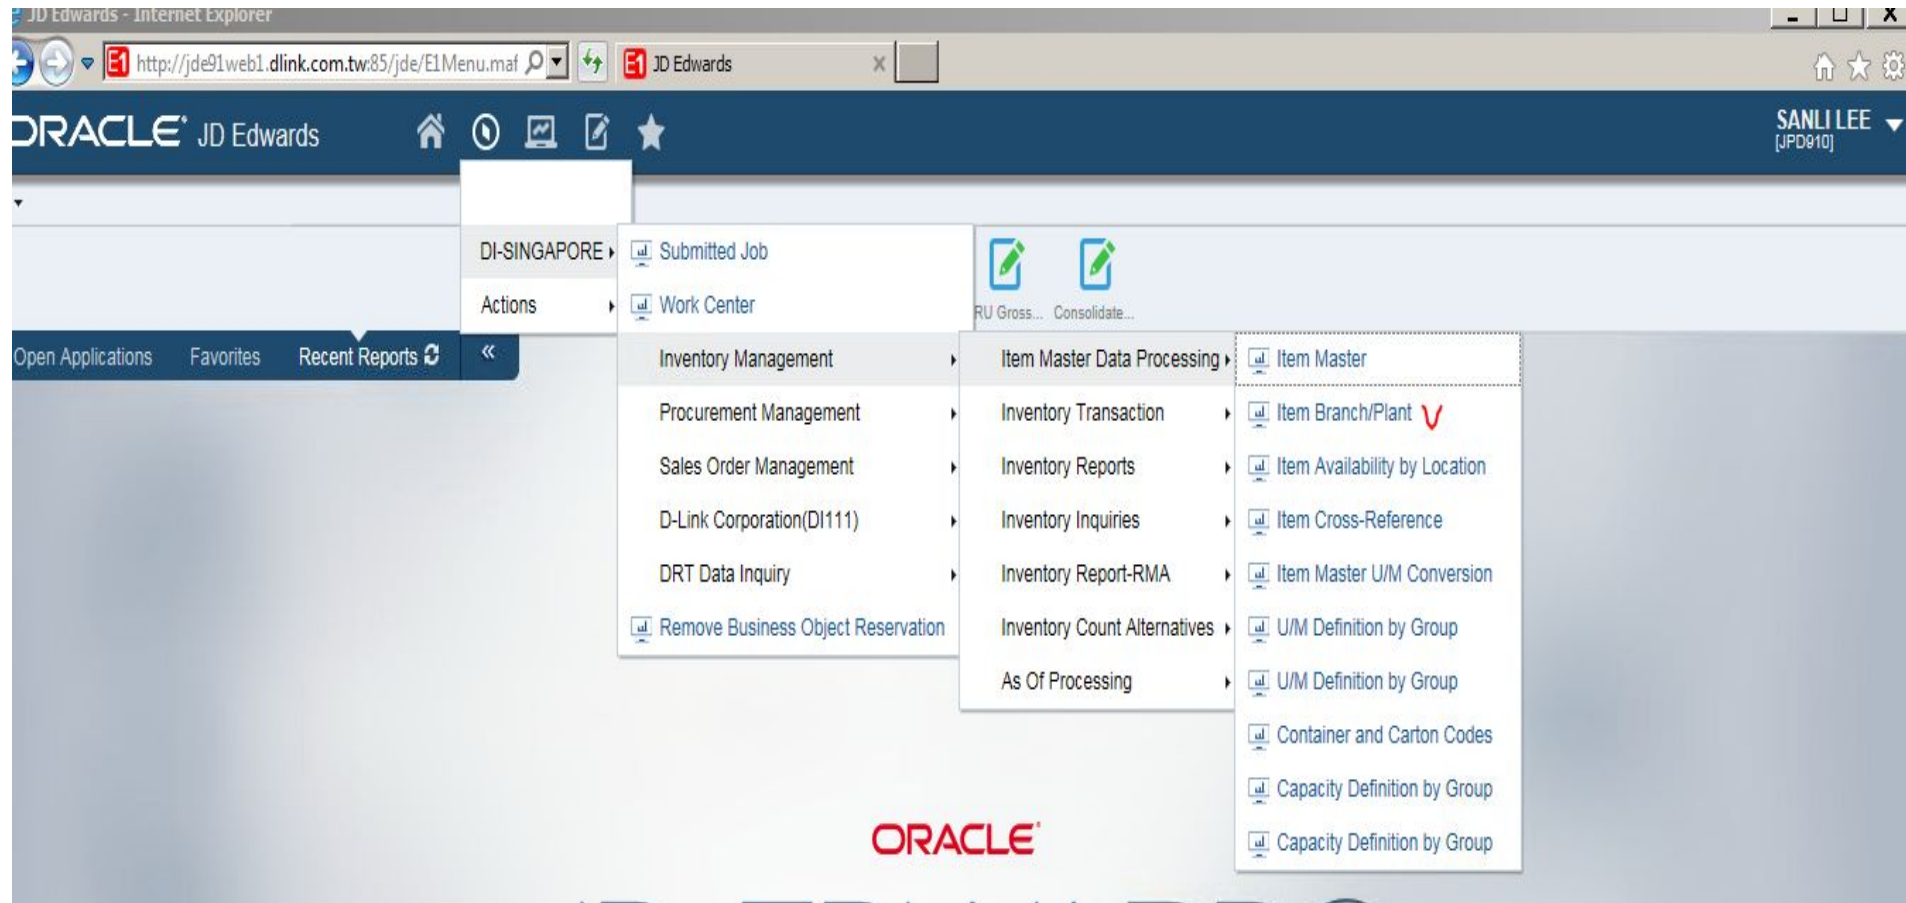 JD Edwards - Internet Explorer
http://jde91web1.dlink.com.tw:85/jde/E1Menu.maf
E1 JD Edwards
ORACLE JD Edwards
SANLI LEE
[JPD910]
DI-SINGAPORE
Actions
Submitted Job
Work Center
Inventory Management
Procurement Management
Sales Order Management
D-Link Corporation(DI111)
DRT Data Inquiry
Remove Business Object Reservation
RU Gross... Consolidate...
Open Applications Favorites Recent Reports
Item Master Data Processing
Inventory Transaction
Inventory Reports
Inventory Inquiries
Inventory Report-RMA
Inventory Count Alternatives
As Of Processing
Item Master
Item Branch/Plant V
Item Availability by Location
Item Cross-Reference
Item Master U/M Conversion
U/M Definition by Group
U/M Definition by Group
Container and Carton Codes
Capacity Definition by Group
Capacity Definition by Group
ORACLE